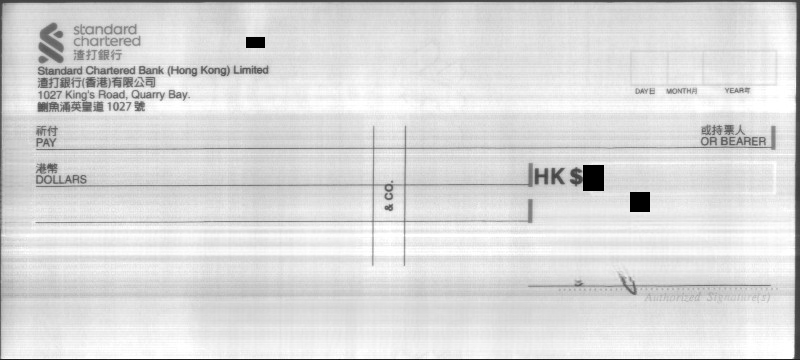 standard
chartered
渣打銀行
Standard Chartered Bank (Hong Kong) Limited
渣打銀行(香港)有限公司
1027 King's Road, Quarry Bay.
鰂魚涌英皇道 1027 號
DAY日 MONTH月 YEAR年
祈付
PAY
或持票人
OR BEARER
港幣
DOLLARS
HK $
& CO.
Authorized Signature(s)